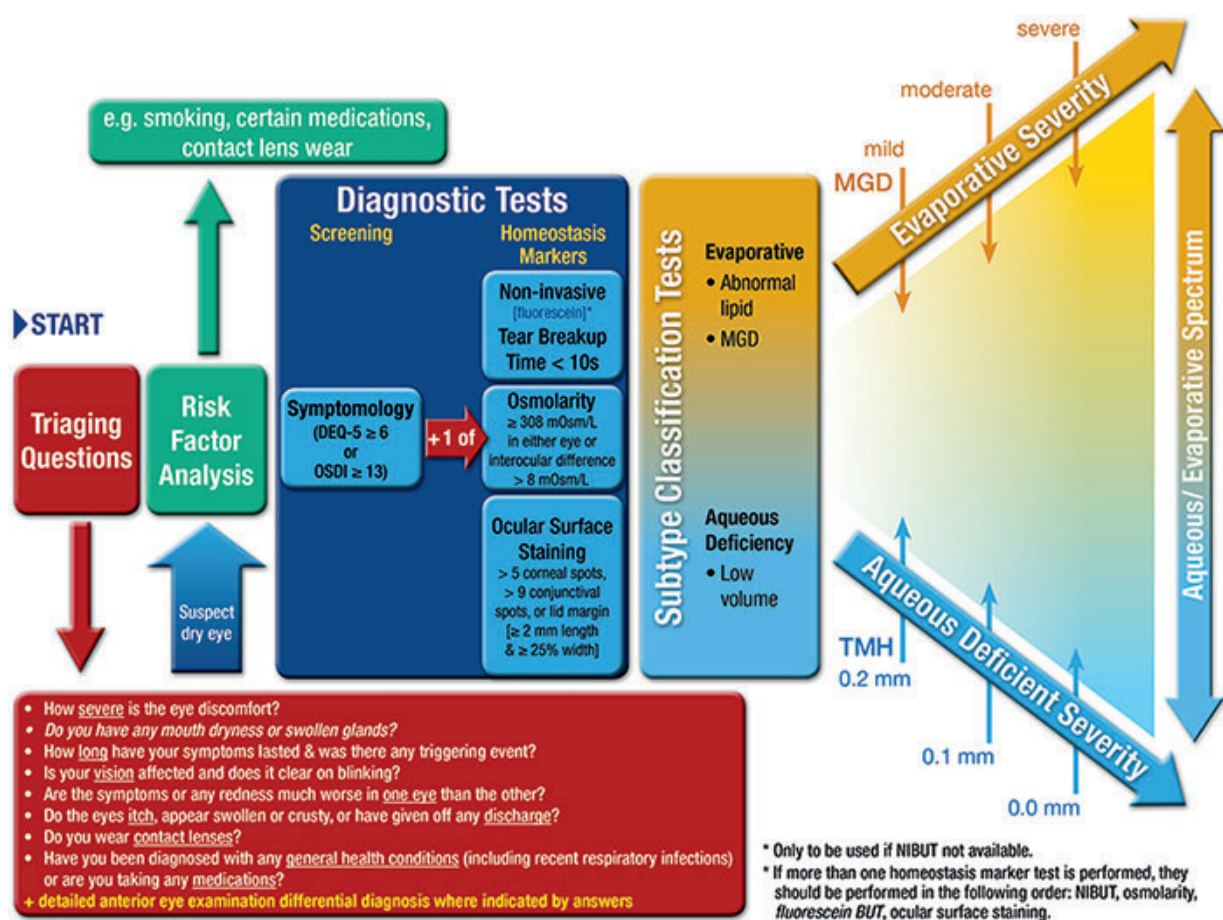 e.g. smoking, certain medications,
contact lens wear
START
Triaging
Questions
Risk
Factor
Analysis
Suspect
dry eye
Diagnostic Tests
Screening
Homeostasis
Markers
Symptomology
(DEQ-5 ≥ 6
or
OSDI ≥ 13)
+1 of
Non-invasive
[fluorescein]*
Tear Breakup
Time < 10s
Osmolarity
≥ 308 mOsm/L
in either eye or
interocular difference
> 8 mOsm/L
Ocular Surface
Staining
> 5 corneal spots,
> 9 conjunctival
spots, or lid margin
[≥ 2 mm length
& ≥ 25% width]
Subtype Classification Tests
Evaporative
• Abnormal
lipid
• MGD
Aqueous
Deficiency
• Low
volume
severe
moderate
mild
MGD
Evaporative Severity
Aqueous/ Evaporative Spectrum
Aqueous Deficient Severity
TMH
0.2 mm
0.1 mm
0.0 mm
• How severe is the eye discomfort?
• Do you have any mouth dryness or swollen glands?
• How long have your symptoms lasted & was there any triggering event?
• Is your vision affected and does it clear on blinking?
• Are the symptoms or any redness much worse in one eye than the other?
• Do the eyes itch, appear swollen or crusty, or have given off any discharge?
• Do you wear contact lenses?
• Have you been diagnosed with any general health conditions (including recent respiratory infections)
or are you taking any medications?
+ detailed anterior eye examination differential diagnosis where indicated by answers
* Only to be used if NIBUT not available.
* If more than one homeostasis marker test is performed, they
should be performed in the following order: NIBUT, osmolarity,
fluorescein BUT, ocular surface staining.